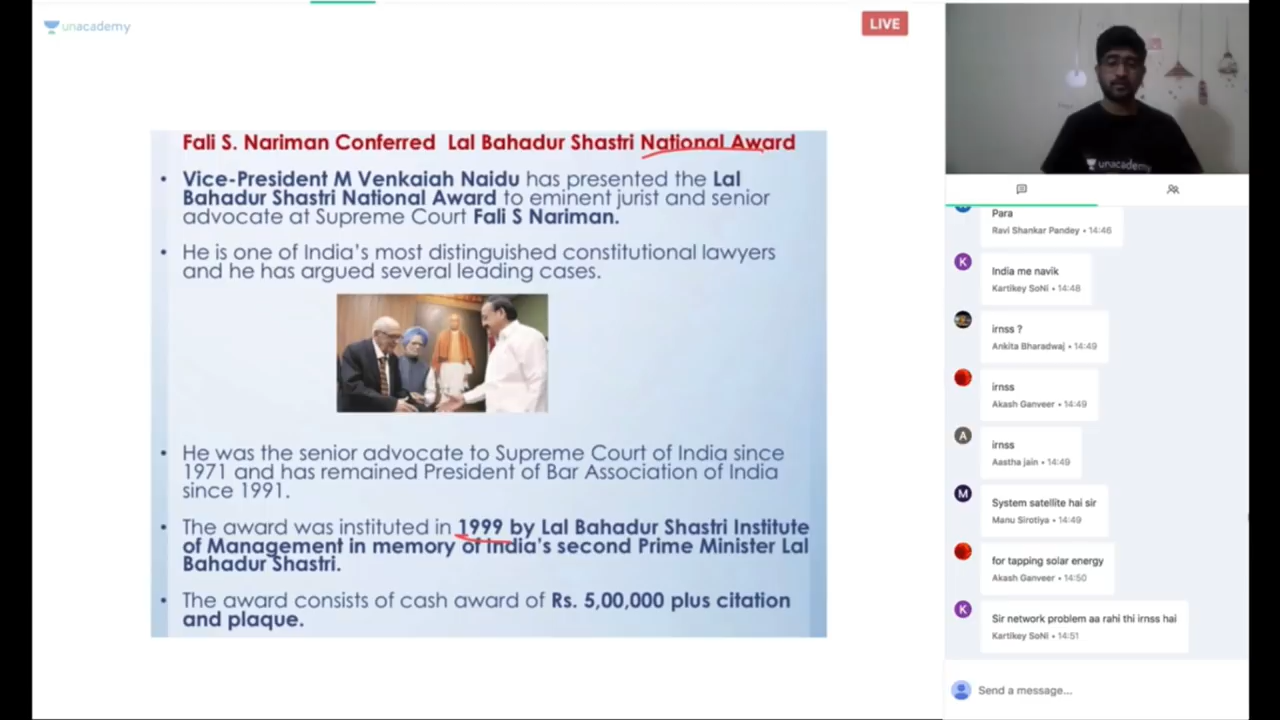 unacademy
LIVE
Fali S. Nariman Conferred Lal Bahadur Shastri National Award
• Vice-President M Venkaiah Naidu has presented the Lal
Bahadur Shastri National Award to eminent jurist and senior
advocate at Supreme Court Fali S Nariman.
• He is one of India's most distinguished constitutional lawyers
and he has argued several leading cases.
• He was the senior advocate to Supreme Court of India since
1971 and has remained President of Bar Association of India
since 1991.
• The award was instituted in 1999 by Lal Bahadur Shastri Institute
of Management in memory of India's second Prime Minister Lal
Bahadur Shastri.
• The award consists of cash award of Rs. 5,00,000 plus citation
and plaque.
unacademy
Para
Ravi Shankar Pandey • 14:46
K
India me navik
Kartikey SoNi • 14:48
irnss ?
Ankita Bharadwaj • 14:49
irnss
Akash Ganveer • 14:49
A
irnss
Aastha jain • 14:49
M
System satellite hai sir
Manu Sirotiya • 14:49
for tapping solar energy
Akash Ganveer • 14:50
K
Sir network problem aa rahi thi irnss hai
Kartikey SoNi • 14:51
Send a message...